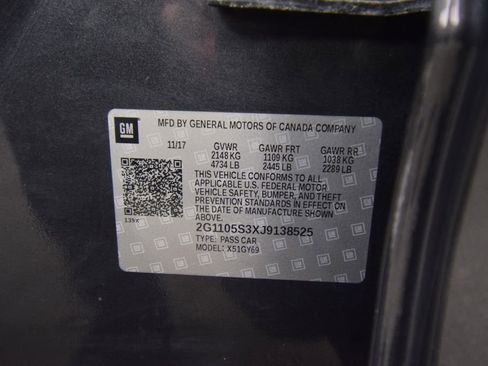 GM
MFD BY GENERAL MOTORS OF CANADA COMPANY
11/17 GVWR GAWR FRT GAWR RR
2148 KG 1109 KG 1038 KG
4734 LB 2445 LB 2289 LB
THIS VEHICLE CONFORMS TO ALL
APPLICABLE U.S. FEDERAL MOTOR
VEHICLE SAFETY, BUMPER, AND THEFT
PREVENTION STANDARDS IN EFFECT ON
THE DATE OF MANUFACTURE SHOWN
ABOVE.
139X
2G1105S3XJ9138525
TYPE: PASS CAR
MODEL: X51GY69